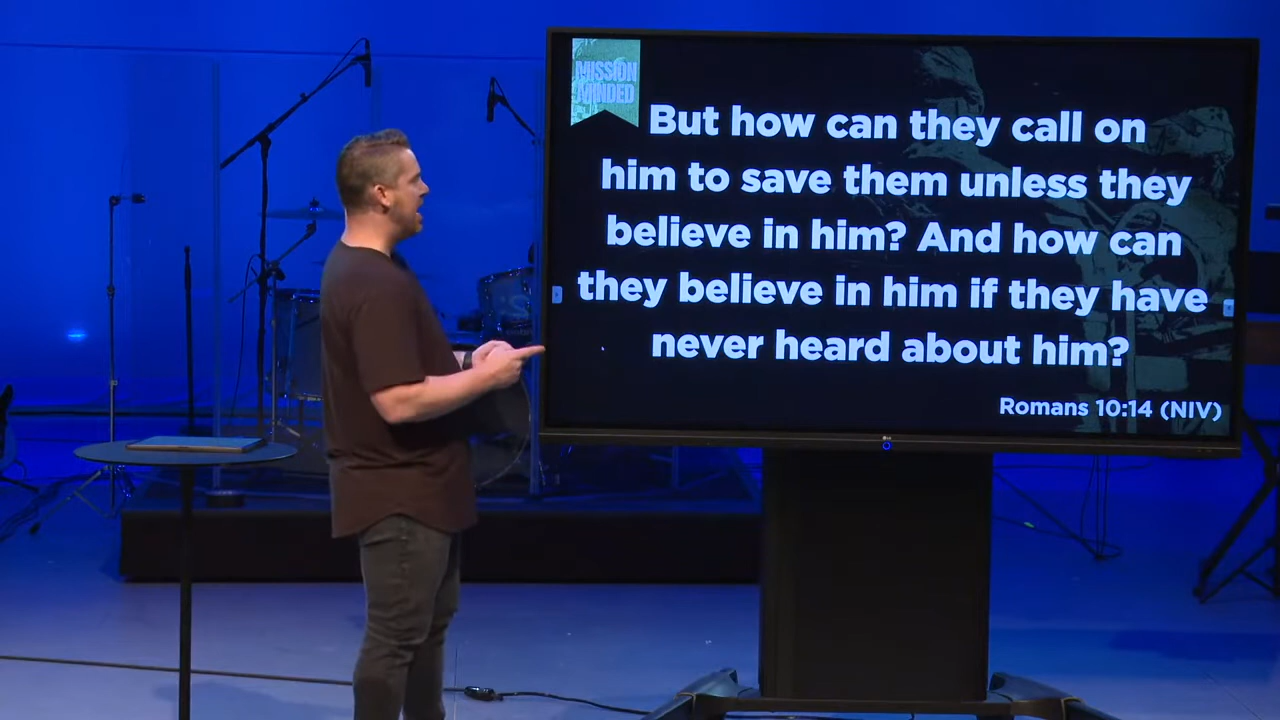 MISSION
MINDED
But how can they call on
him to save them unless they
believe in him? And how can
they believe in him if they have
never heard about him?
Romans 10:14 (NIV)
LG